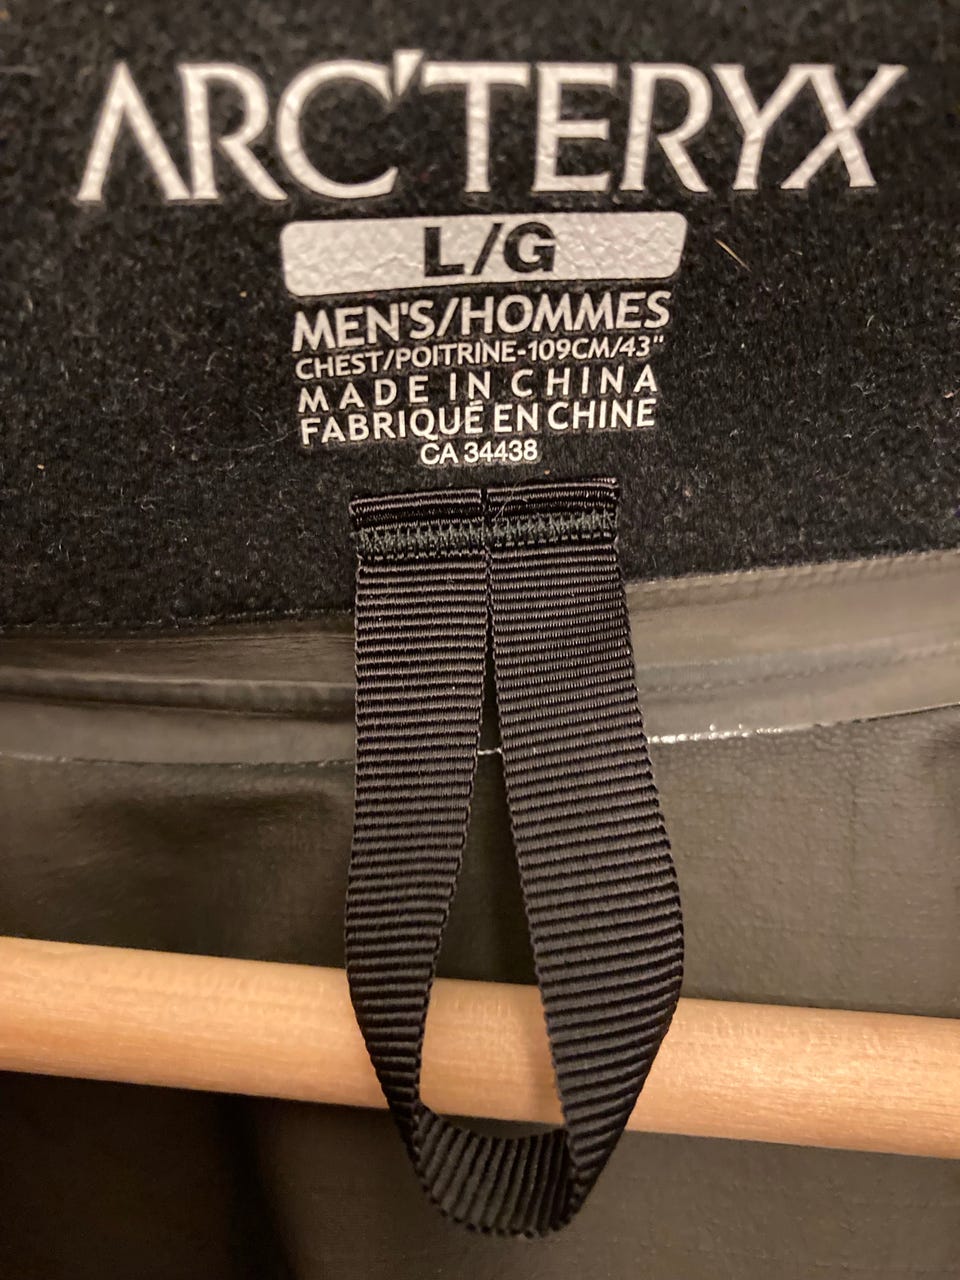 ARC'TERYX
L/G
MEN'S/HOMMES
CHEST/POITRINE-109CM/43"
MADE IN CHINA
FABRIQUÉ EN CHINE
CA 34438